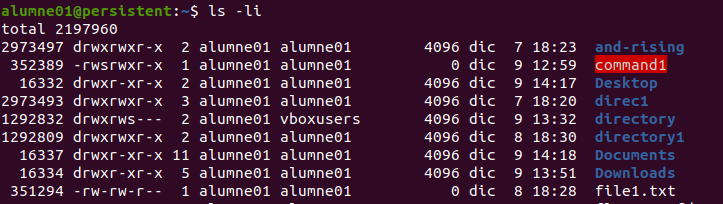 alumne01@persistent:~$ ls -li
total 2197960
2973497 drwxrwxr-x  2 alumne01 alumne01       4096 dic  7 18:23 and-rising
 352389 -rwsrwxr-x  1 alumne01 alumne01          0 dic  9 12:59 command1
  16332 drwxr-xr-x  2 alumne01 alumne01       4096 dic  9 14:17 Desktop
2973493 drwxrwxr-x  3 alumne01 alumne01       4096 dic  7 18:20 direc1
1292832 drwxrws---  2 alumne01 vboxusers      4096 dic  9 13:32 directory
1292809 drwxrwxr-x  2 alumne01 alumne01       4096 dic  8 18:30 directory1
  16337 drwxr-xr-x 11 alumne01 alumne01       4096 dic  9 14:18 Documents
  16334 drwxr-xr-x  5 alumne01 alumne01       4096 dic  9 13:51 Downloads
 351294 -rw-rw-r--  1 alumne01 alumne01          0 dic  8 18:28 file1.txt